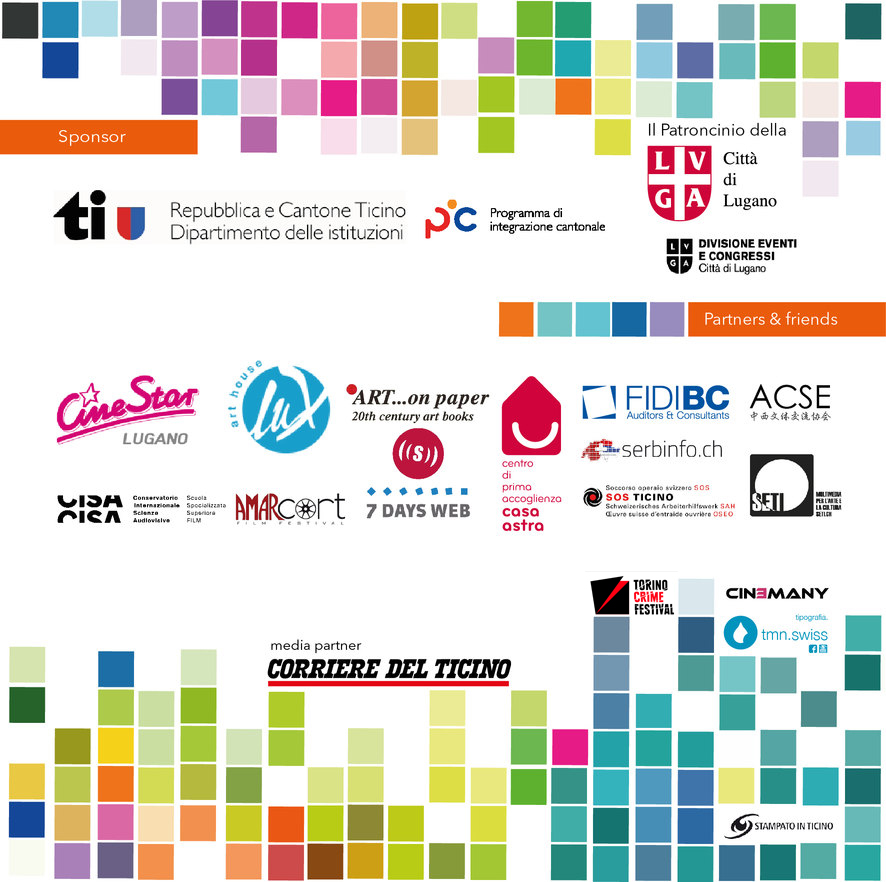 Sponsor
Il Patroncinio della
LVGA
Città
di
Lugano
ti
Repubblica e Cantone Ticino
Dipartimento delle istituzioni
pic
Programma di
integrazione cantonale
LVGA
DIVISIONE EVENTI
E CONGRESSI
Città di Lugano
Partners & friends
CineStar
LUGANO
art house
lux
ART...on paper
20th century art books
S
7 DAYS WEB
centro
di
prima
accoglienza
casa
astra
FIDIBC
Auditors & Consultants
ACSE
中西文体交流协会
serbinfo.ch
CISA
CISA
Conservatorio
Internazionale
Scienze
Audiovisive
Scuola
Specializzata
Superiore
FILM
AMARCORT
FILM FESTIVAL
Soccorso operaio svizzero SOS
SOS TICINO
Schweizerisches Arbeiterhilfswerk SAH
Œuvre suisse d'entraide ouvrière OSEO
SETI
MULTIMEDIA
PER L'ARTE E
LA CULTURA
SETI.CH
TORINO
CRIME
FESTIVAL
CINEMANY
tipografia.
tmn.swiss
media partner
CORRIERE DEL TICINO
STAMPATO IN TICINO